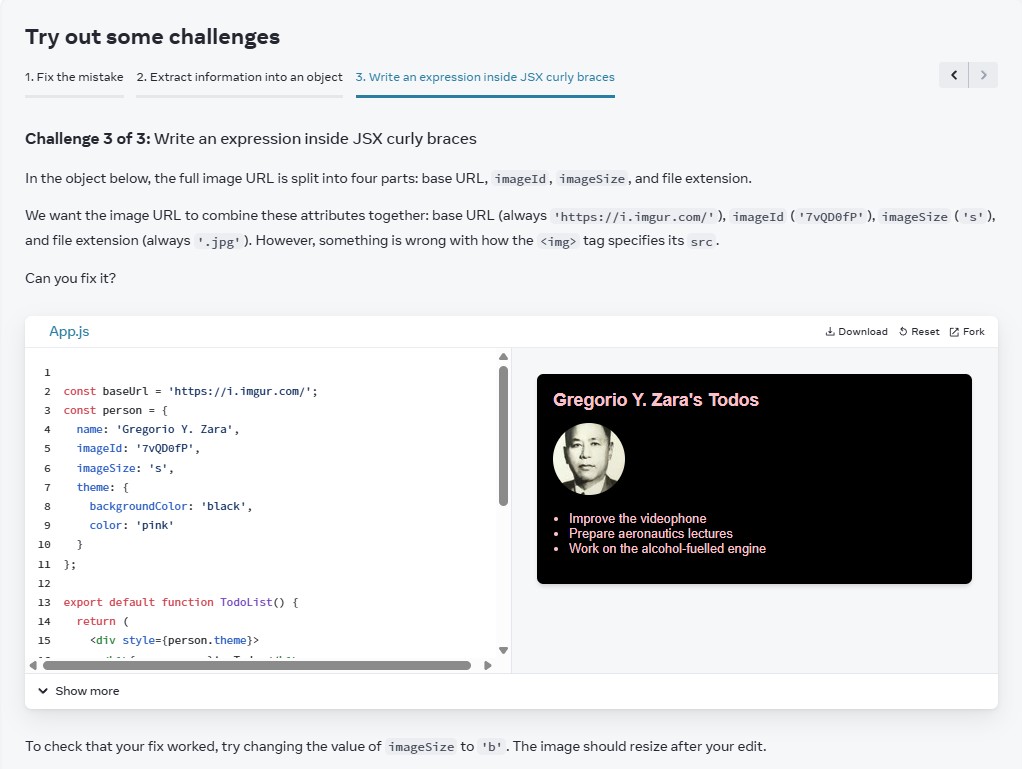 Try out some challenges
1. Fix the mistake 2. Extract information into an object 3. Write an expression inside JSX curly braces
Challenge 3 of 3: Write an expression inside JSX curly braces
In the object below, the full image URL is split into four parts: base URL, imageId, imageSize, and file extension.
We want the image URL to combine these attributes together: base URL (always 'https://i.imgur.com/'), imageId ('7vQD0fP'), imageSize ('s'),
and file extension (always '.jpg'). However, something is wrong with how the <img> tag specifies its src.
Can you fix it?
App.js
Download Reset Fork
1
2 const baseUrl = 'https://i.imgur.com/';
3 const person = {
4 name: 'Gregorio Y. Zara',
5 imageId: '7vQD0fP',
6 imageSize: 's',
7 theme: {
8 backgroundColor: 'black',
9 color: 'pink'
10 }
11 };
12
13 export default function TodoList() {
14 return (
15 <div style={person.theme}>
Gregorio Y. Zara's Todos
Improve the videophone
Prepare aeronautics lectures
Work on the alcohol-fuelled engine
Show more
To check that your fix worked, try changing the value of imageSize to 'b'. The image should resize after your edit.